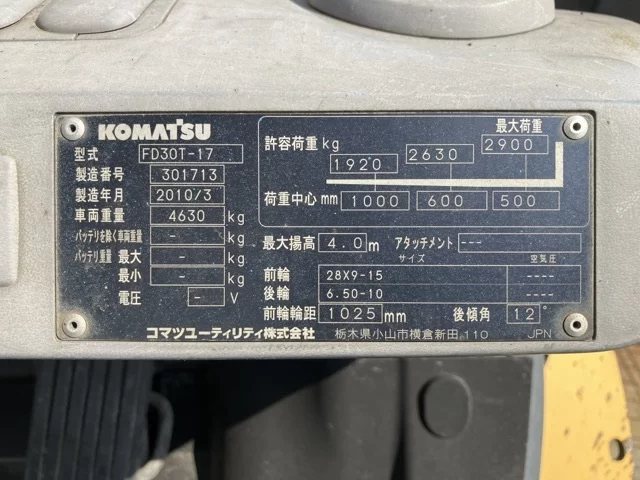 KOMATSU
型式 FD30T-17
製造番号 301713
製造年月 2010/3
車両重量 4630 kg
バッテリを除く車両重量 - kg
バッテリ重量 最大 - kg
最小 - kg
電圧 - V
最大荷重
許容荷重 kg 1920 2630 2900
荷重中心 mm 1000 600 500
最大揚高 4.0 m アタッチメント ---
サイズ 空気圧
前輪 28X9-15 ----
後輪 6.50-10 ----
前輪輪距 1025 mm 後傾角 12°
コマツユーティリティ株式会社 栃木県小山市横倉新田 110 JPN